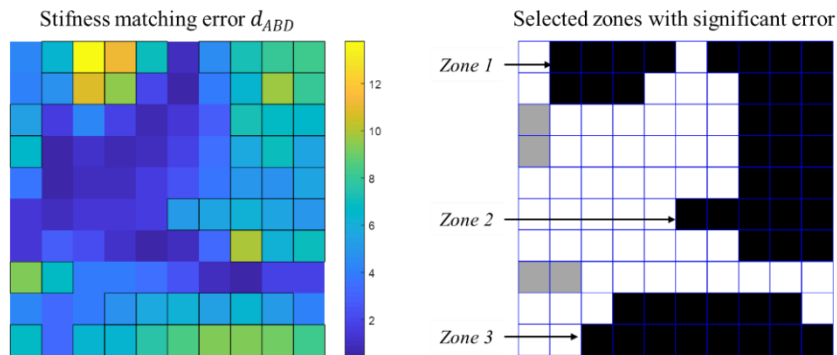 Stifness matching error d_ABD
Selected zones with significant error
12
10
8
6
4
2
Zone 1
Zone 2
Zone 3